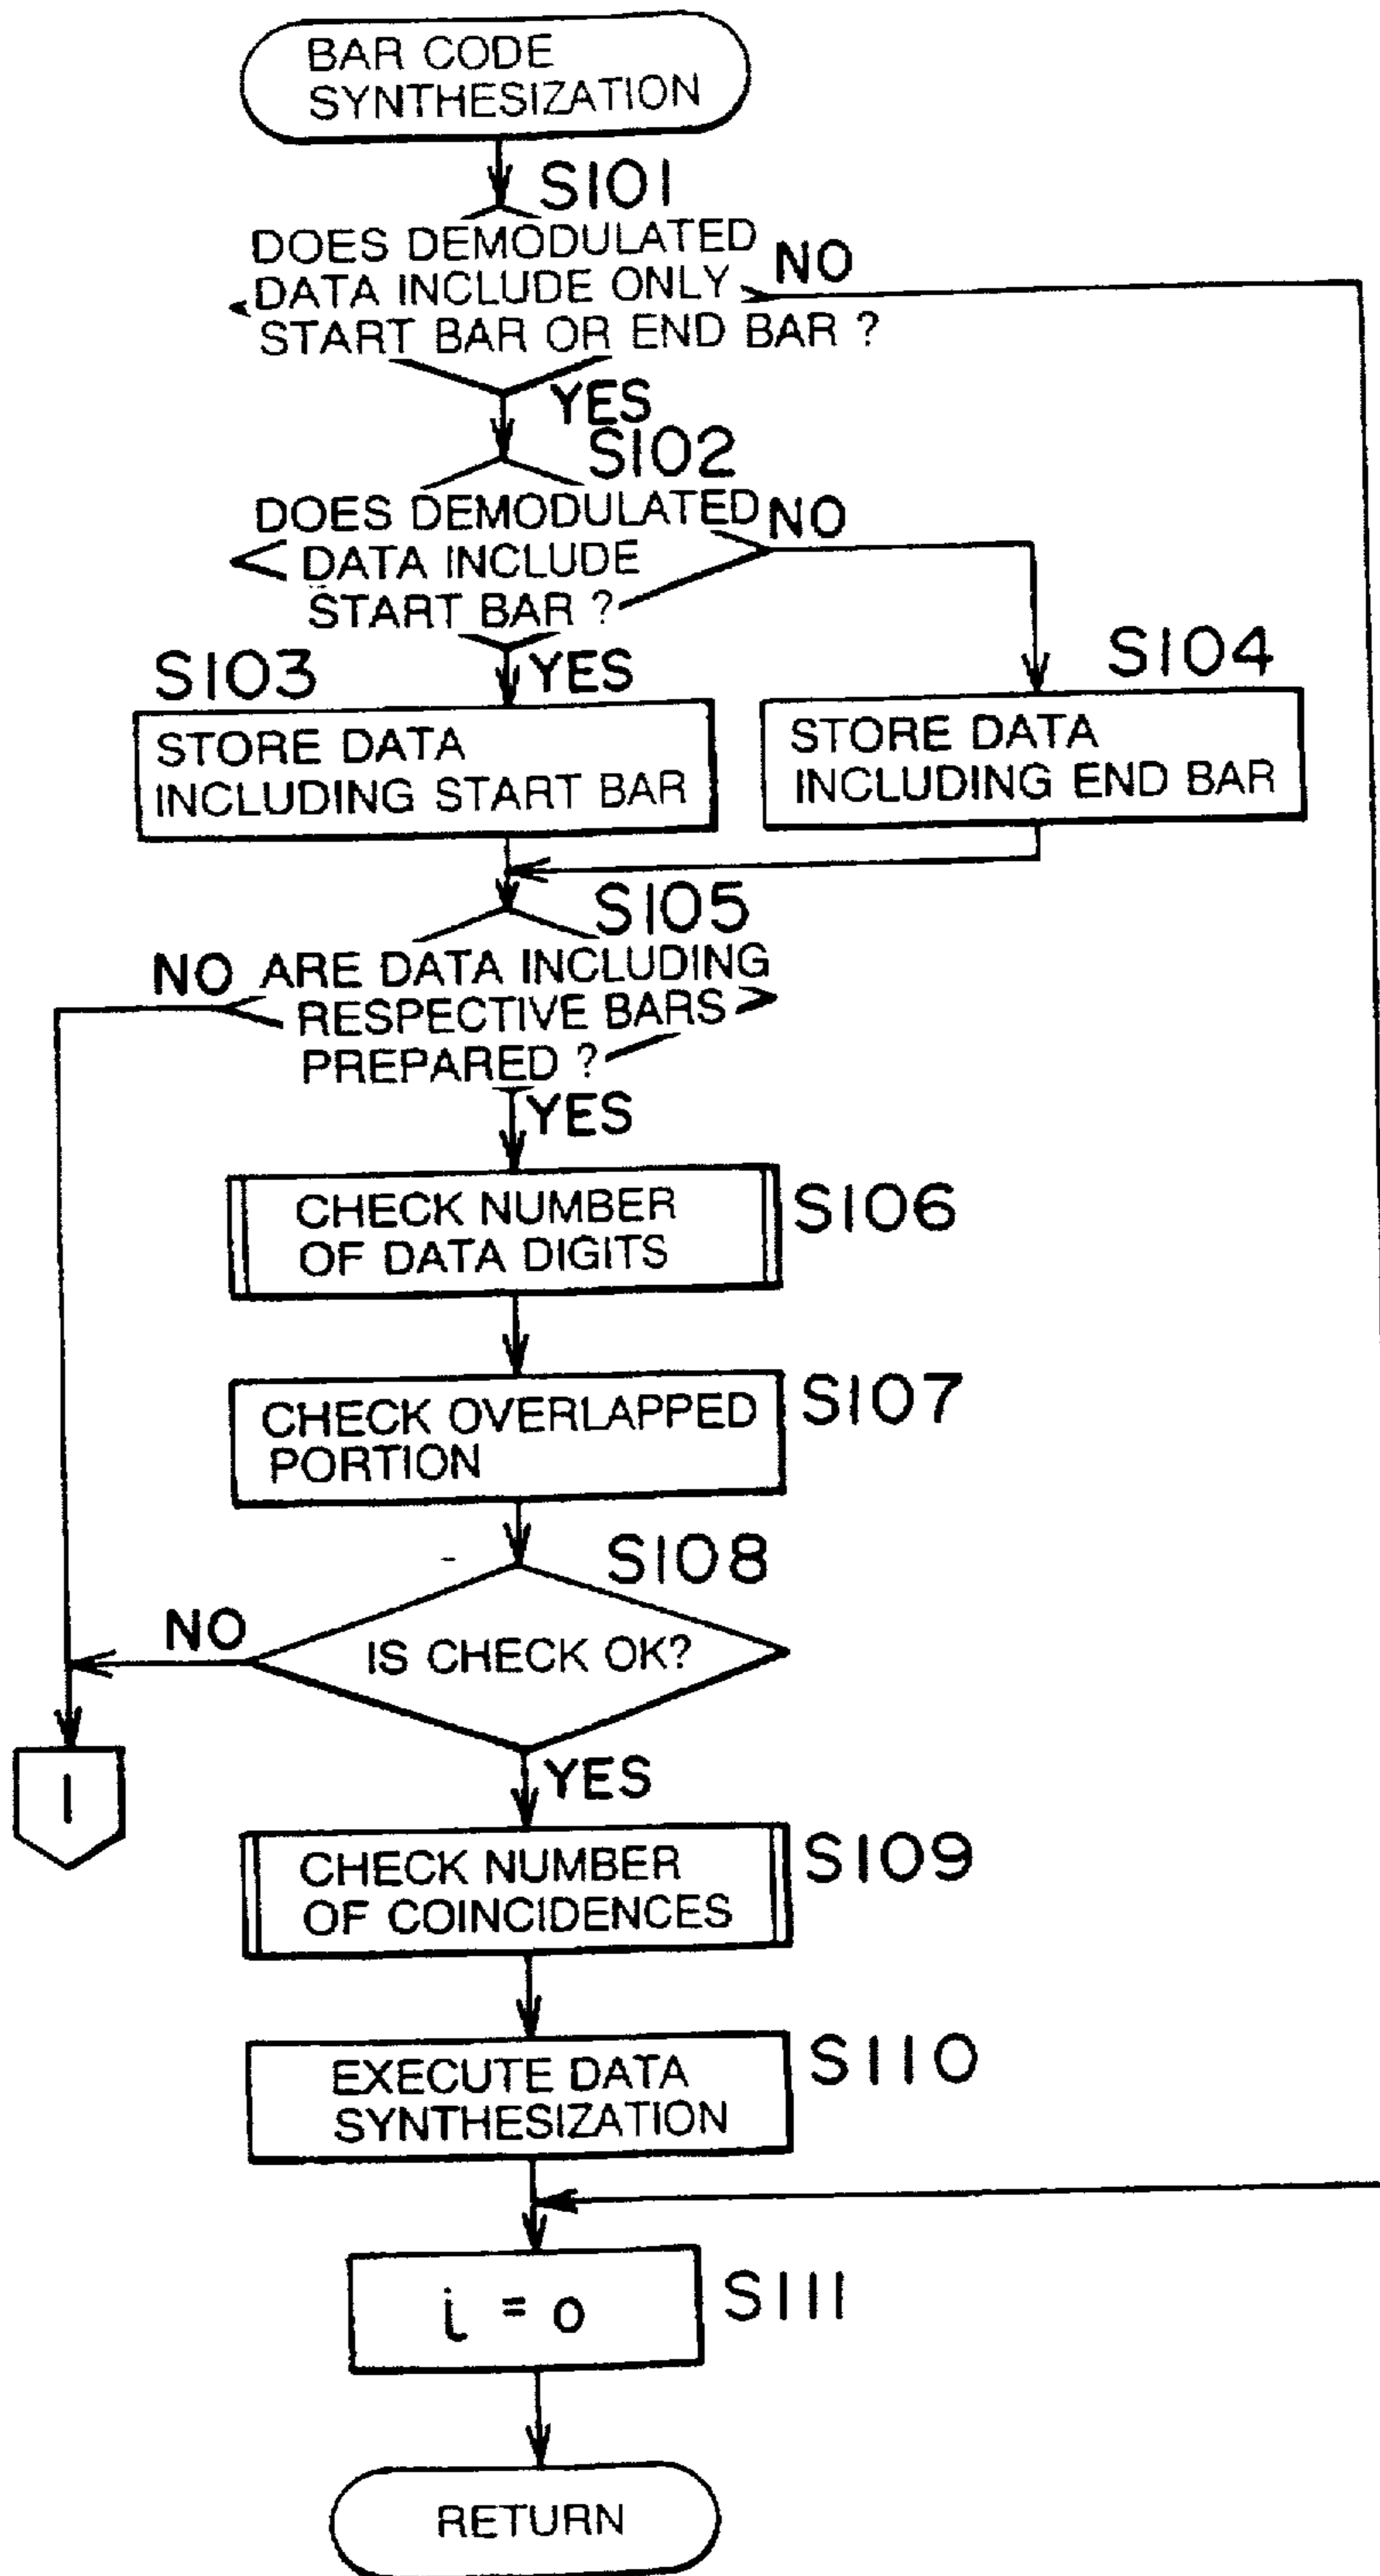 BAR CODE
SYNTHESIZATION
S101
DOES DEMODULATED
DATA INCLUDE ONLY
START BAR OR END BAR ?
NO
YES
S102
DOES DEMODULATED
DATA INCLUDE
START BAR ?
NO
YES
S103
STORE DATA
INCLUDING START BAR
S104
STORE DATA
INCLUDING END BAR
S105
NO
ARE DATA INCLUDING
RESPECTIVE BARS
PREPARED ?
YES
CHECK NUMBER
OF DATA DIGITS
S106
CHECK OVERLAPPED
PORTION
S107
S108
NO
IS CHECK OK?
1
YES
CHECK NUMBER
OF COINCIDENCES
S109
EXECUTE DATA
SYNTHESIZATION
S110
i = 0
S111
RETURN